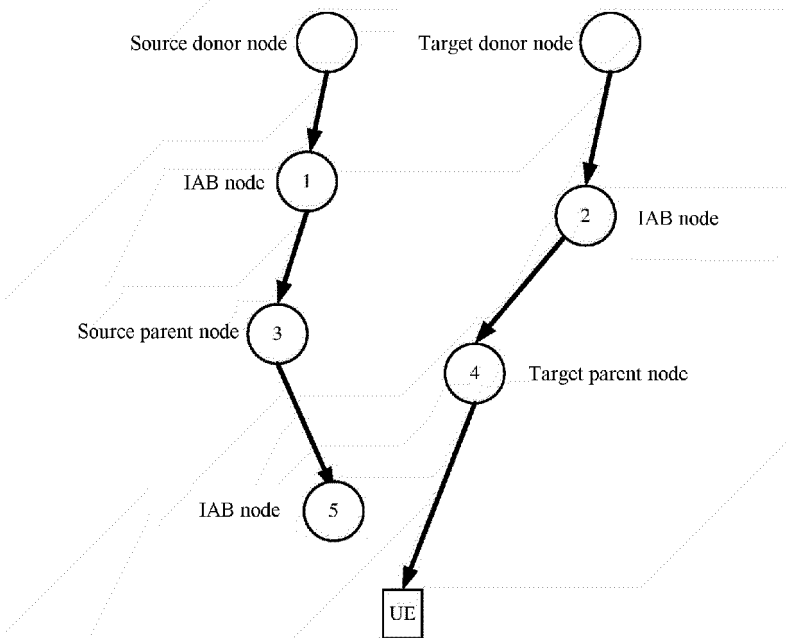 Source donor node
Target donor node
IAB node
1
2
IAB node
Source parent node
3
4
Target parent node
IAB node
5
UE